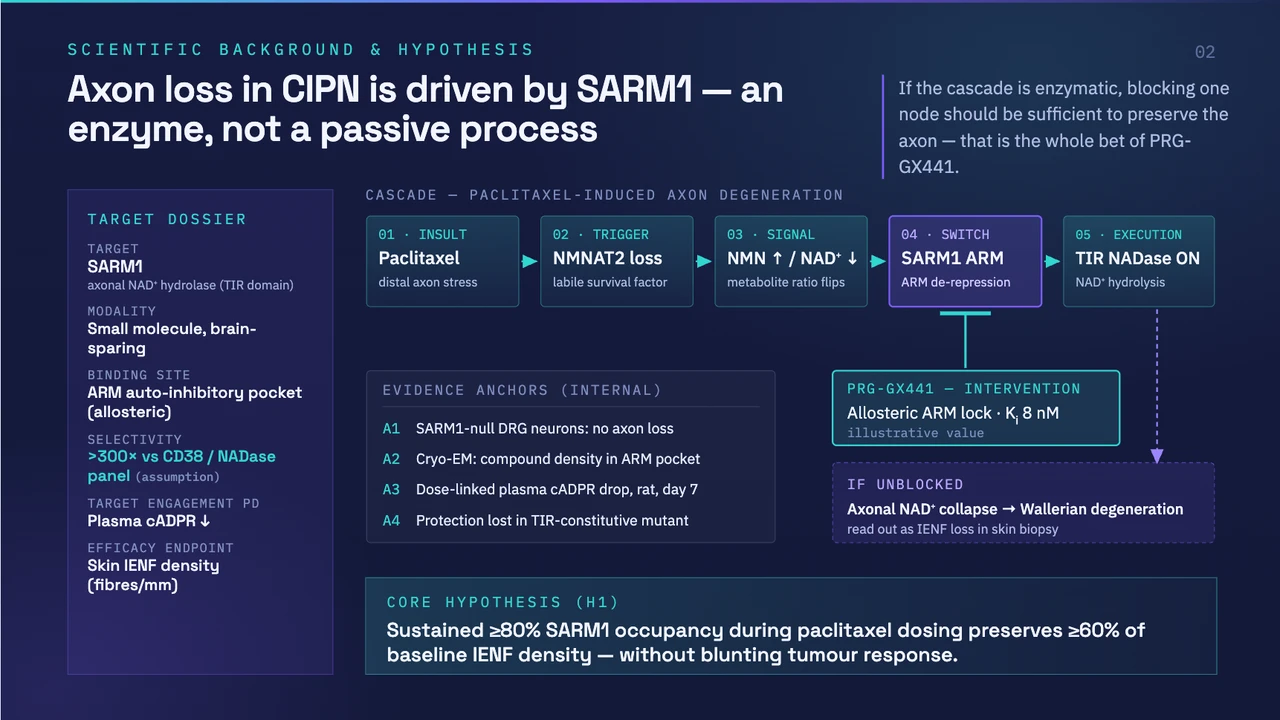 SCIENTIFIC BACKGROUND & HYPOTHESIS
02
Axon loss in CIPN is driven by SARM1 — an
enzyme, not a passive process
If the cascade is enzymatic, blocking one
node should be sufficient to preserve the
axon — that is the whole bet of PRG-
GX441.
TARGET DOSSIER
TARGET
SARM1
axonal NAD⁺ hydrolase (TIR domain)
MODALITY
Small molecule, brain-
sparing
BINDING SITE
ARM auto-inhibitory pocket
(allosteric)
SELECTIVITY
>300× vs CD38 / NADase
panel (assumption)
TARGET ENGAGEMENT PD
Plasma cADPR ↓
EFFICACY ENDPOINT
Skin IENF density
(fibres/mm)
CASCADE — PACLITAXEL-INDUCED AXON DEGENERATION
01 · INSULT
Paclitaxel
distal axon stress
02 · TRIGGER
NMNAT2 loss
labile survival factor
03 · SIGNAL
NMN ↑ / NAD⁺ ↓
metabolite ratio flips
04 · SWITCH
SARM1 ARM
ARM de-repression
05 · EXECUTION
TIR NADase ON
NAD⁺ hydrolysis
EVIDENCE ANCHORS (INTERNAL)
A1 SARM1-null DRG neurons: no axon loss
A2 Cryo-EM: compound density in ARM pocket
A3 Dose-linked plasma cADPR drop, rat, day 7
A4 Protection lost in TIR-constitutive mutant
PRG-GX441 — INTERVENTION
Allosteric ARM lock · Kᵢ 8 nM
illustrative value
IF UNBLOCKED
Axonal NAD⁺ collapse → Wallerian degeneration
read out as IENF loss in skin biopsy
CORE HYPOTHESIS (H1)
Sustained ≥80% SARM1 occupancy during paclitaxel dosing preserves ≥60% of
baseline IENF density — without blunting tumour response.